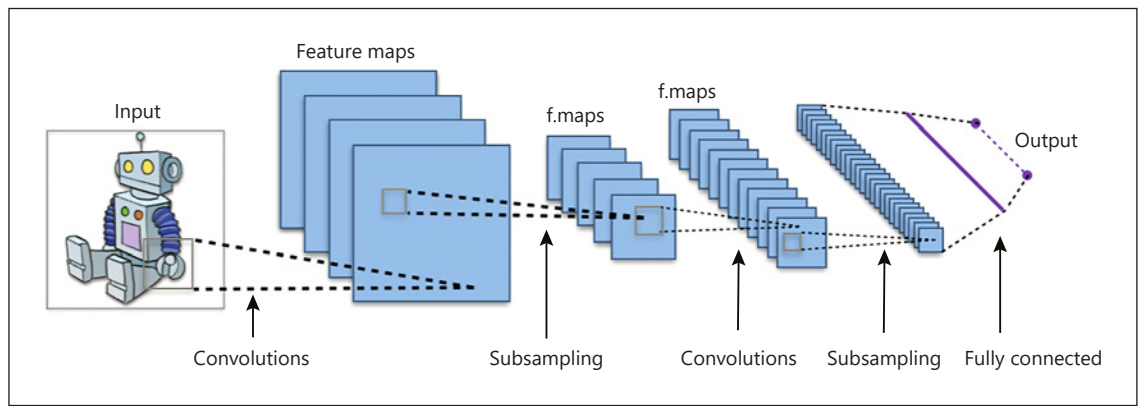 Feature maps
Input
f.maps
f.maps
Output
Convolutions
Subsampling
Convolutions
Subsampling
Fully connected